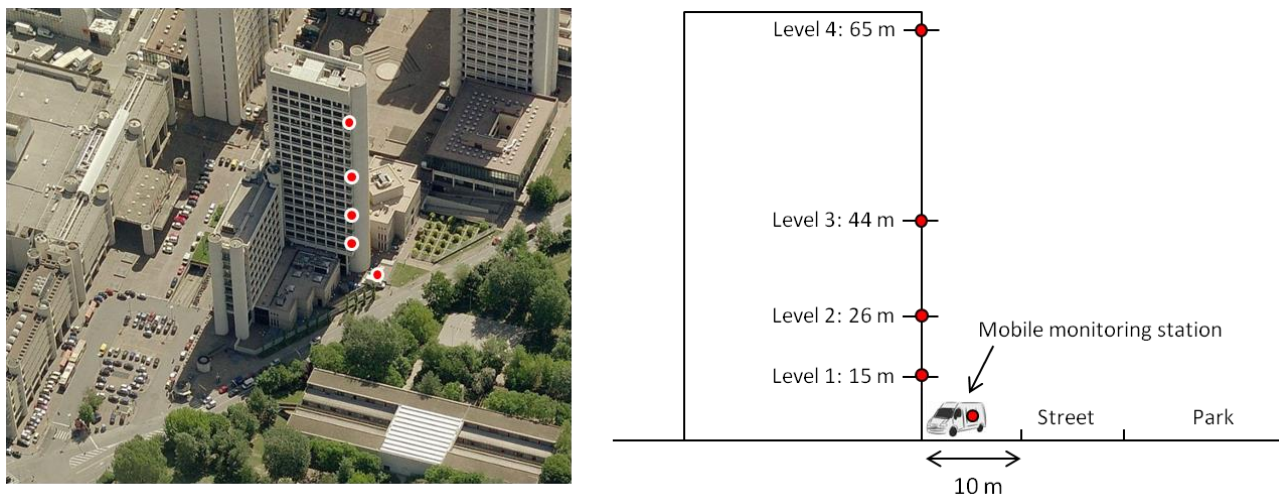 Level 4: 65 m
Level 3: 44 m
Level 2: 26 m
Mobile monitoring station
Level 1: 15 m
Street
Park
10 m